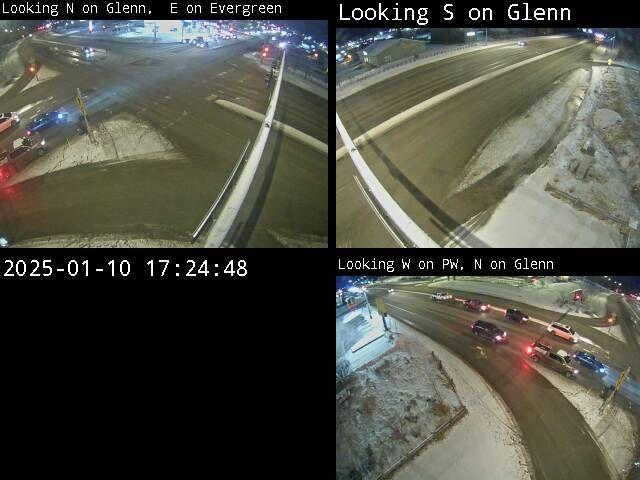 Looking N on Glenn,  E on Evergreen
Looking S on Glenn
2025-01-10 17:24:48
Looking W on PW, N on Glenn